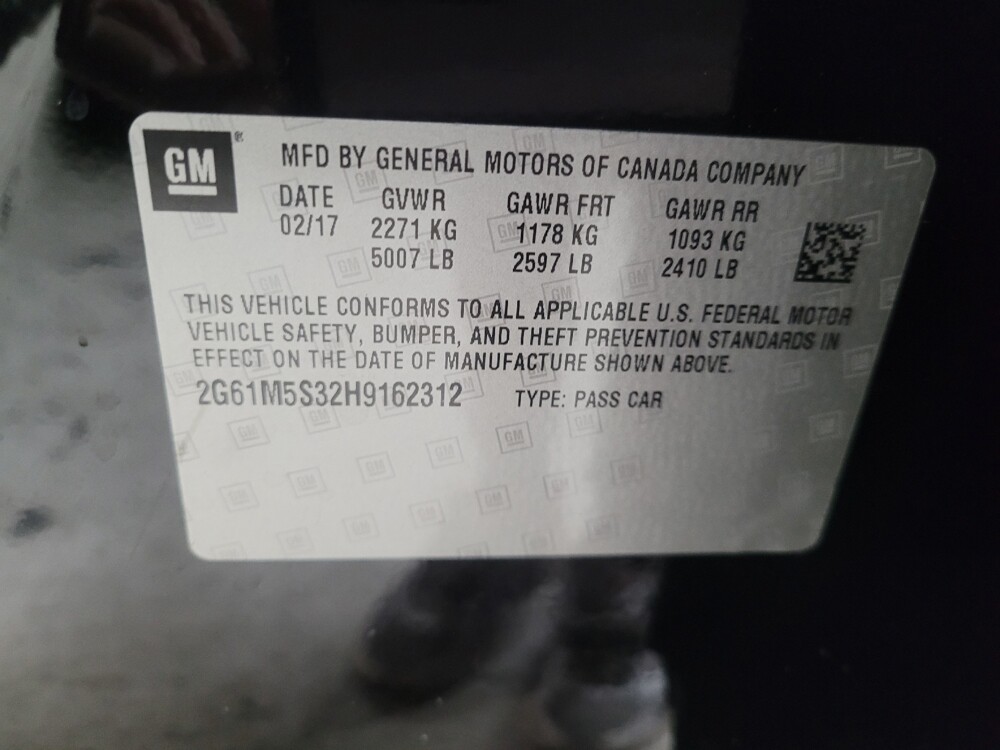 GM®
MFD BY GENERAL MOTORS OF CANADA COMPANY
DATE GVWR GAWR FRT GAWR RR
02/17 2271 KG 1178 KG 1093 KG
5007 LB 2597 LB 2410 LB
THIS VEHICLE CONFORMS TO ALL APPLICABLE U.S. FEDERAL MOTOR
VEHICLE SAFETY, BUMPER, AND THEFT PREVENTION STANDARDS IN
EFFECT ON THE DATE OF MANUFACTURE SHOWN ABOVE.
2G61M5S32H9162312 TYPE: PASS CAR